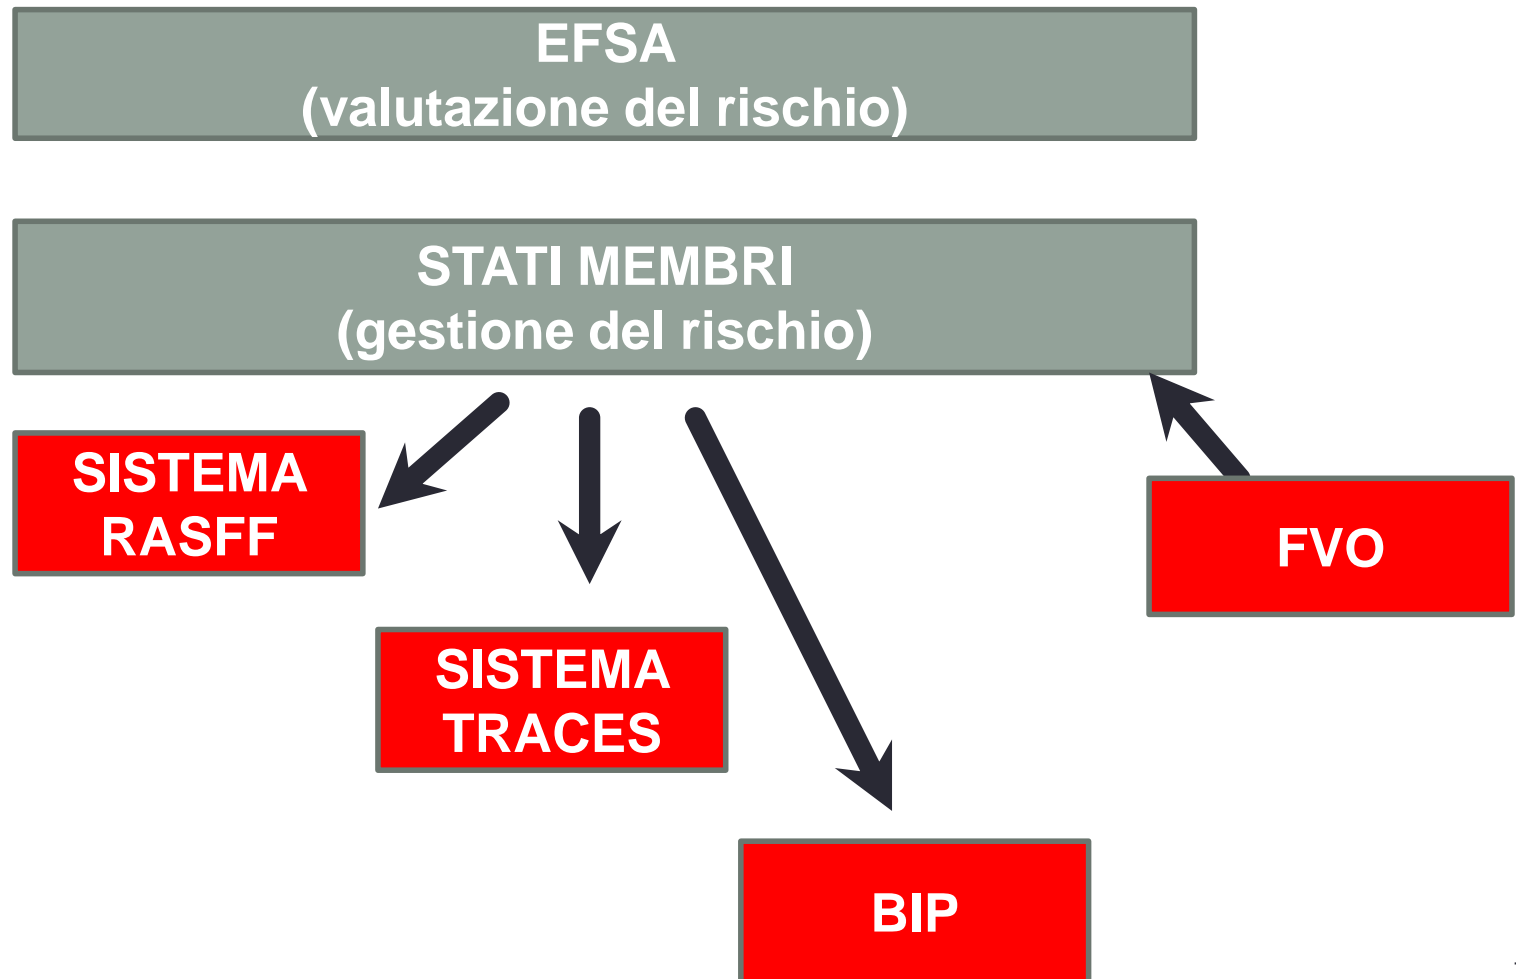 EFSA
(valutazione del rischio)
STATI MEMBRI
(gestione del rischio)
SISTEMA
RASFF
FVO
SISTEMA
TRACES
BIP